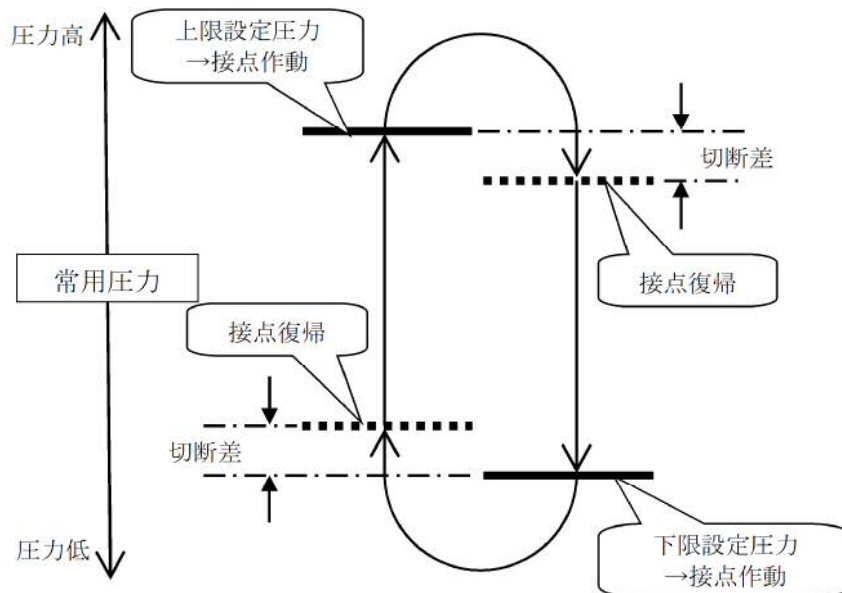 圧力高
上限設定圧力
→接点作動
切断差
常用圧力
接点復帰
接点復帰
切断差
圧力低
下限設定圧力
→接点作動